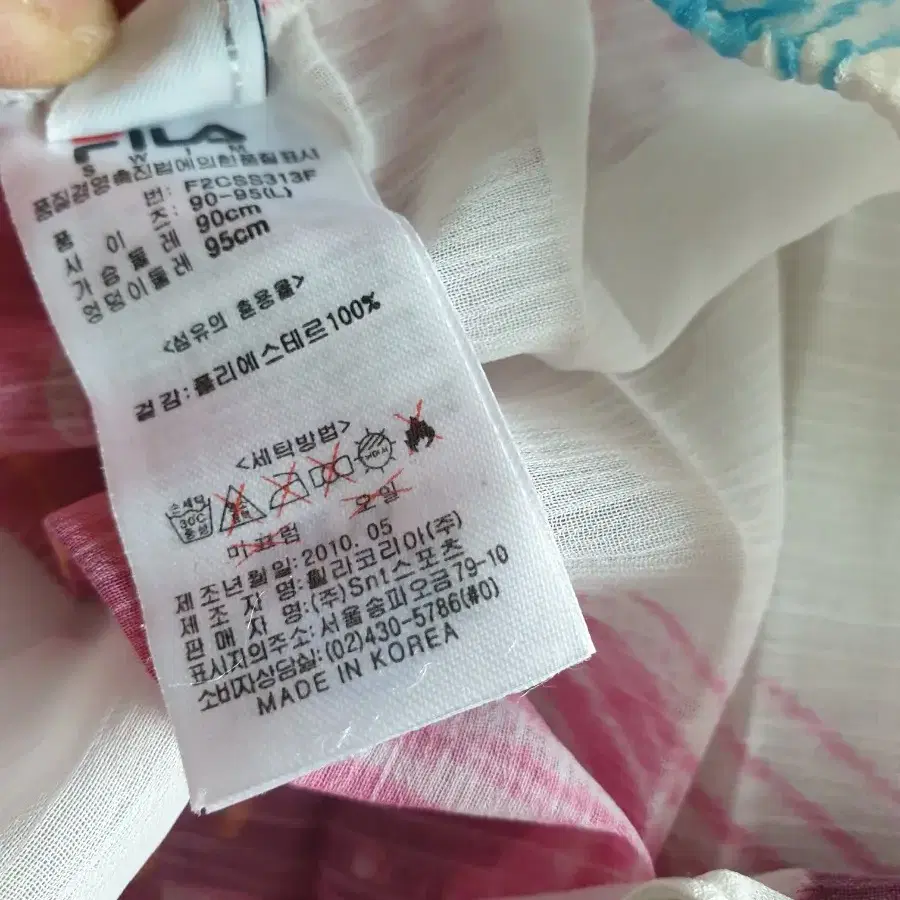 FILA
SWIM
품질경영촉진법에의한품질표시
품 번: F2CSS313F
사 이 즈: 90-95(L)
가슴둘레 90cm
엉덩이둘레 95cm
<섬유의 혼용률>
겉감:폴리에스테르100%
<세탁방법>
손세탁
30℃
중성
마끄럼 오일
제조년월일:2010. 05
제 조 자 명:휠라코리아(주)
판 매 자 명:(주)Snt스포츠
표시자의주소:서울송파오금79-10
소비자상담실:(02)430-5786(#0)
MADE IN KOREA